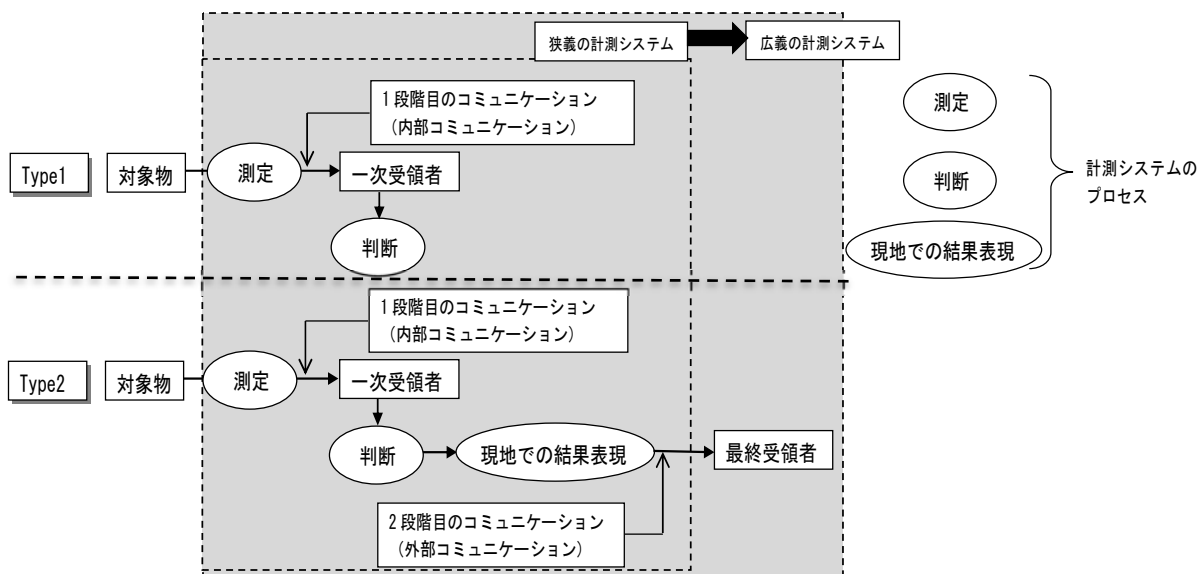 狭義の計測システム
広義の計測システム
1段階目のコミュニケーション
（内部コミュニケーション）
Type1
対象物
測定
一次受領者
判断
測定
判断
現地での結果表現
計測システムの
プロセス
1段階目のコミュニケーション
（内部コミュニケーション）
Type2
対象物
測定
一次受領者
判断
現地での結果表現
最終受領者
2段階目のコミュニケーション
（外部コミュニケーション）